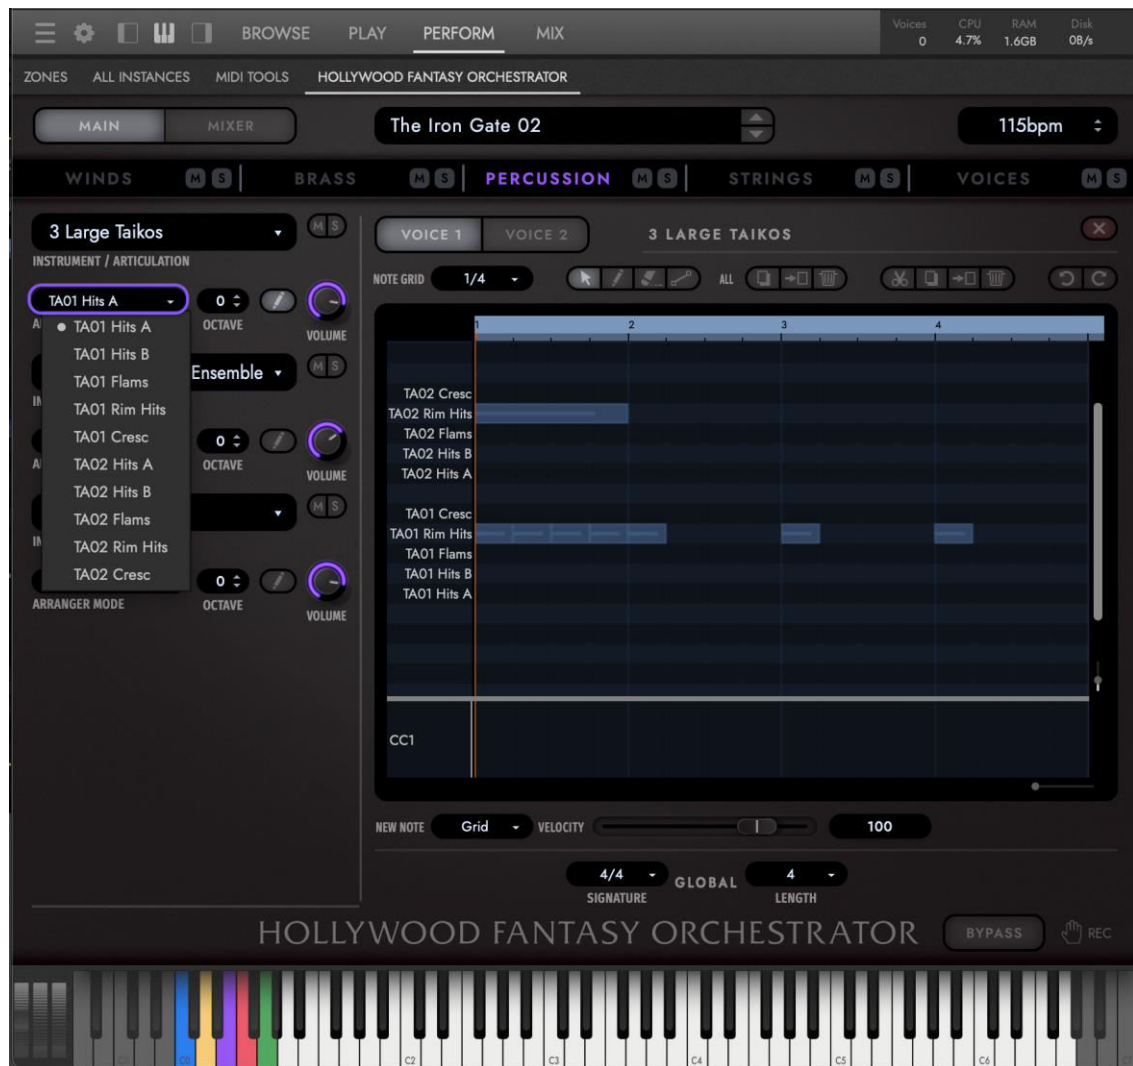 BROWSE PLAY PERFORM MIX
Voices 0 CPU 4.7% RAM 1.6GB Disk 0B/s
ZONES ALL INSTANCES MIDI TOOLS HOLLYWOOD FANTASY ORCHESTRATOR
MAIN MIXER The Iron Gate 02 115bpm
WINDS M S BRASS M S PERCUSSION M S STRINGS M S VOICES M S
3 Large Taikos M S
INSTRUMENT / ARTICULATION
TA01 Hits A 0
OCTAVE
VOLUME
TA01 Hits A
TA01 Hits B
TA01 Flams
TA01 Rim Hits
TA01 Cresc
TA02 Hits A
TA02 Hits B
TA02 Flams
TA02 Rim Hits
TA02 Cresc
Ensemble M S
0
OCTAVE
VOLUME
M S
0
ARRANGER MODE OCTAVE
VOLUME
VOICE 1 VOICE 2 3 LARGE TAIKOS
NOTE GRID 1/4 ALL
1 2 3 4
TA02 Cresc
TA02 Rim Hits
TA02 Flams
TA02 Hits B
TA02 Hits A
TA01 Cresc
TA01 Rim Hits
TA01 Flams
TA01 Hits B
TA01 Hits A
CC1
NEW NOTE Grid VELOCITY 100
4/4 GLOBAL 4
SIGNATURE LENGTH
HOLLYWOOD FANTASY ORCHESTRATOR BYPASS REC
C0 C2 C3 C4 C5 C6